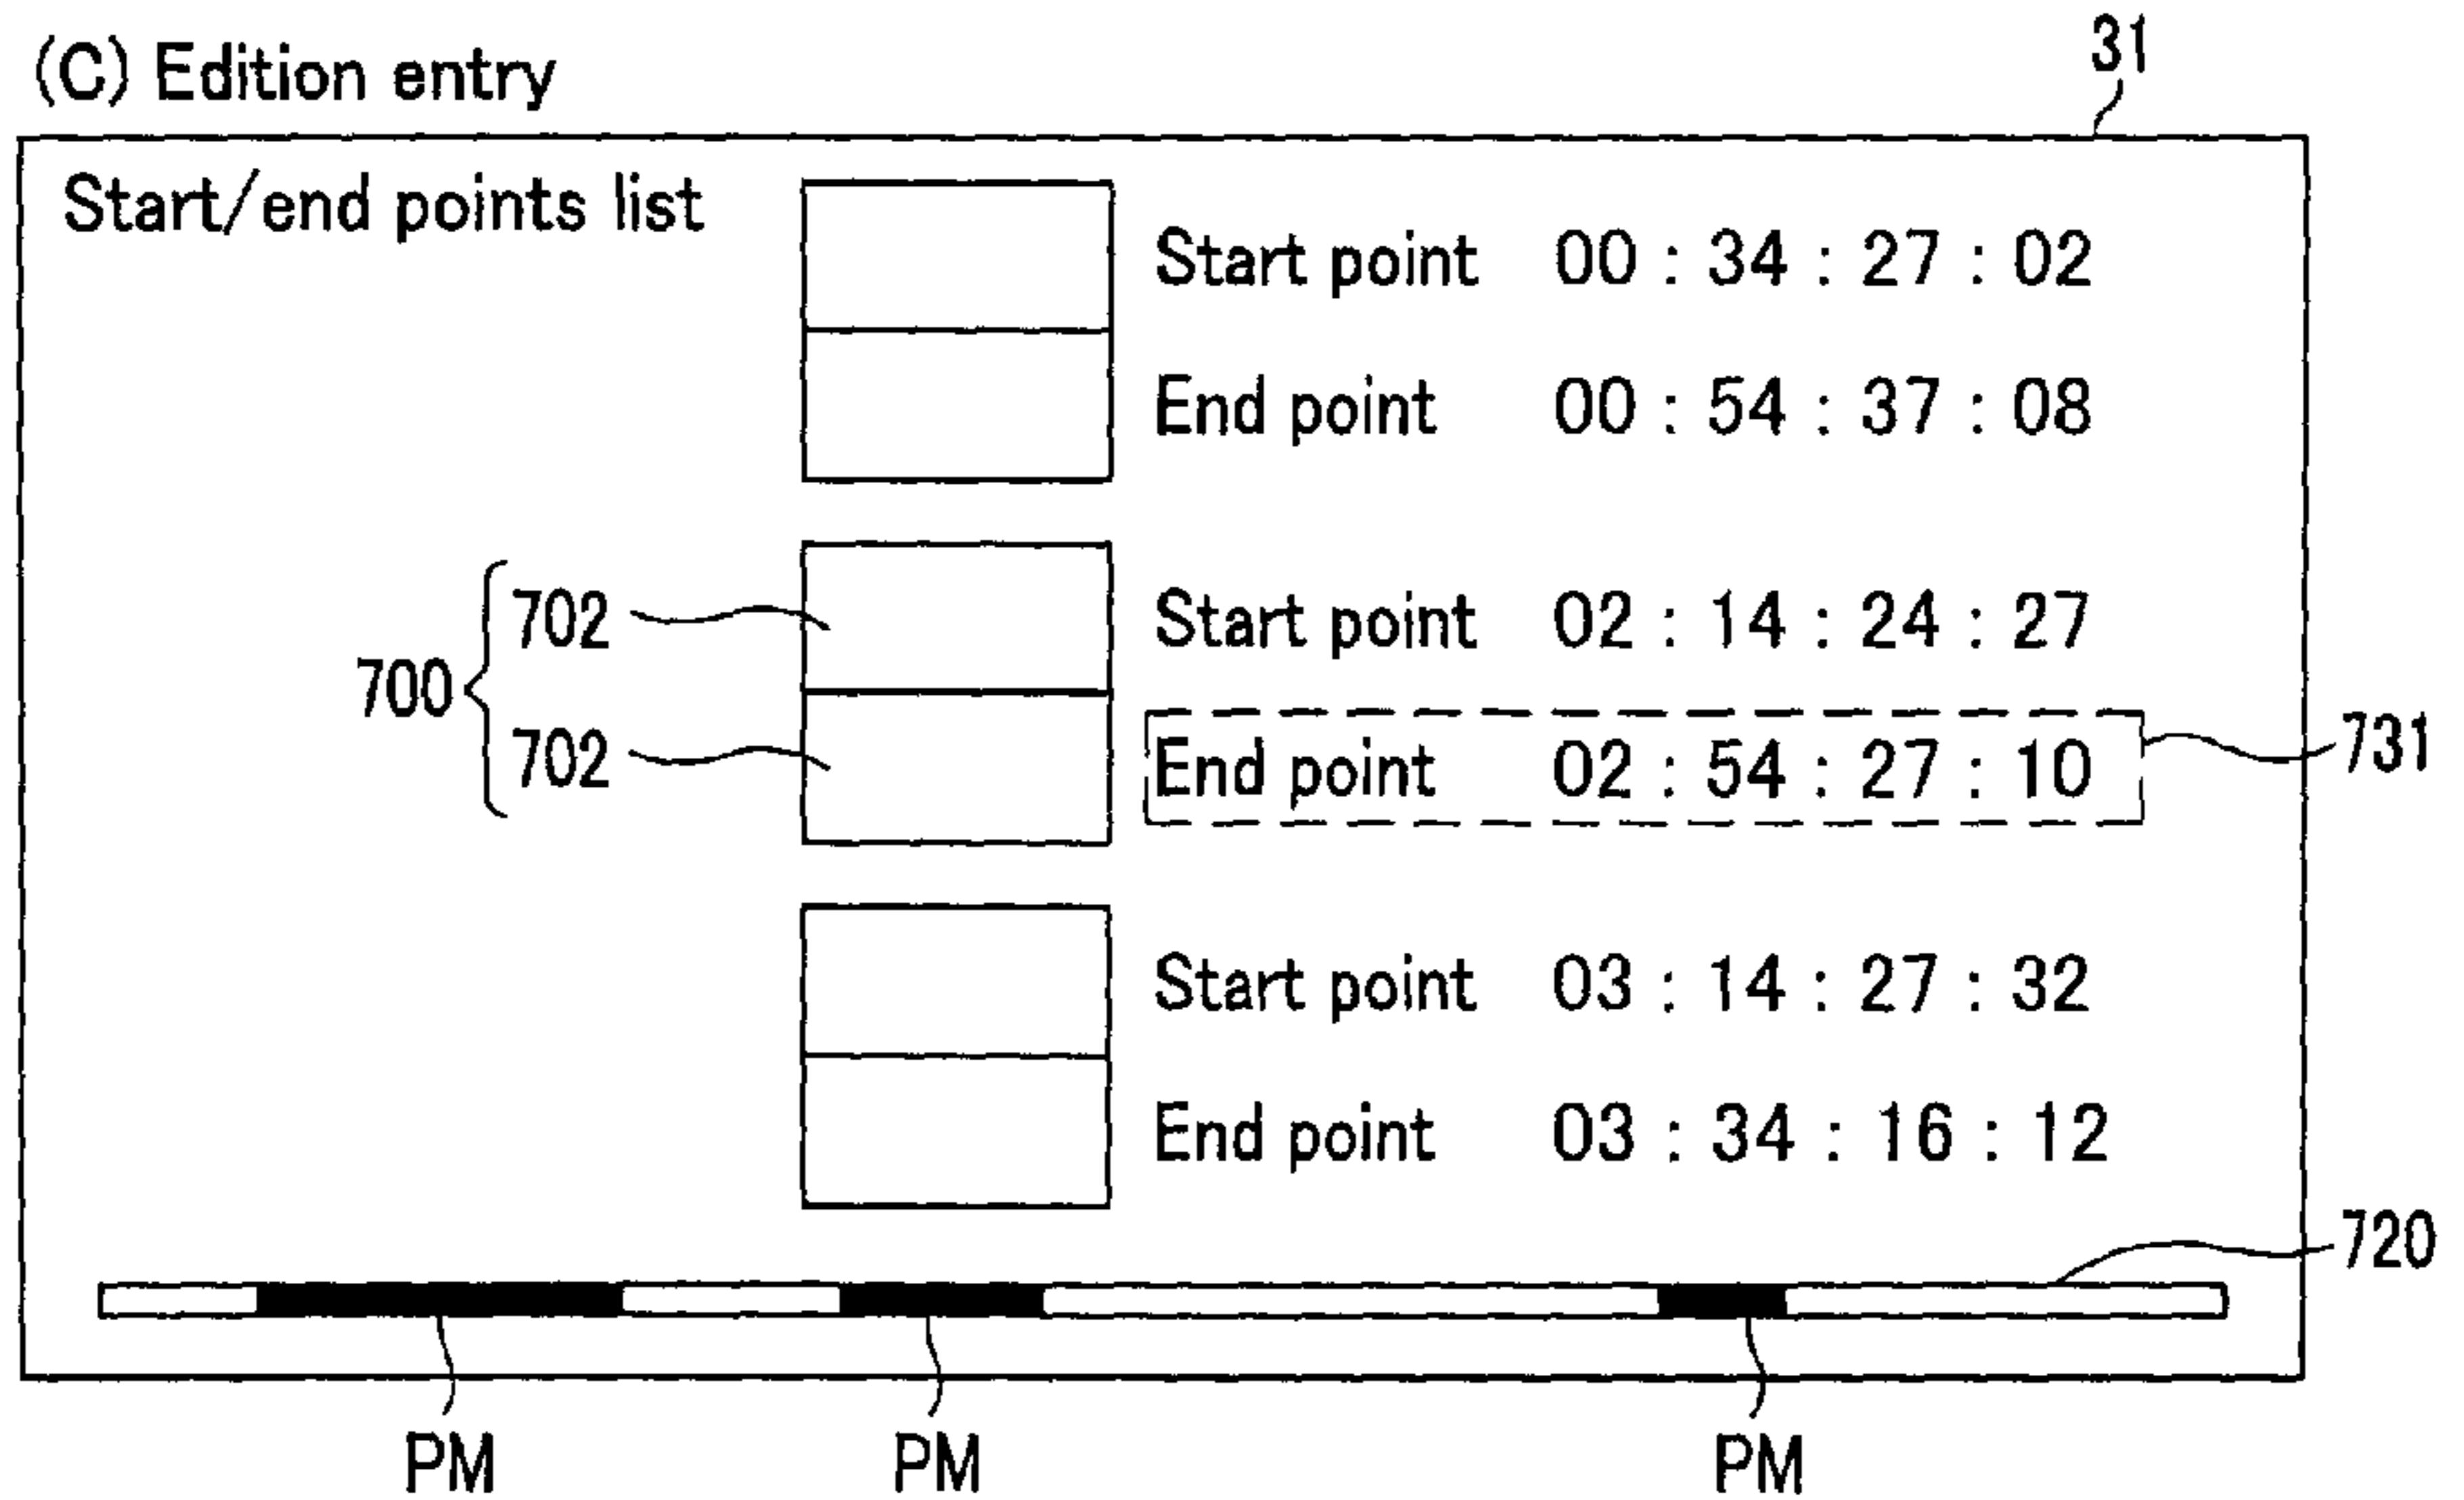 (C) Edition entry
31
Start/end points list
Start point 00 : 34 : 27 : 02
End point 00 : 54 : 37 : 08
700
702
Start point 02 : 14 : 24 : 27
702
End point 02 : 54 : 27 : 10
731
Start point 03 : 14 : 27 : 32
End point 03 : 34 : 16 : 12
720
PM PM PM